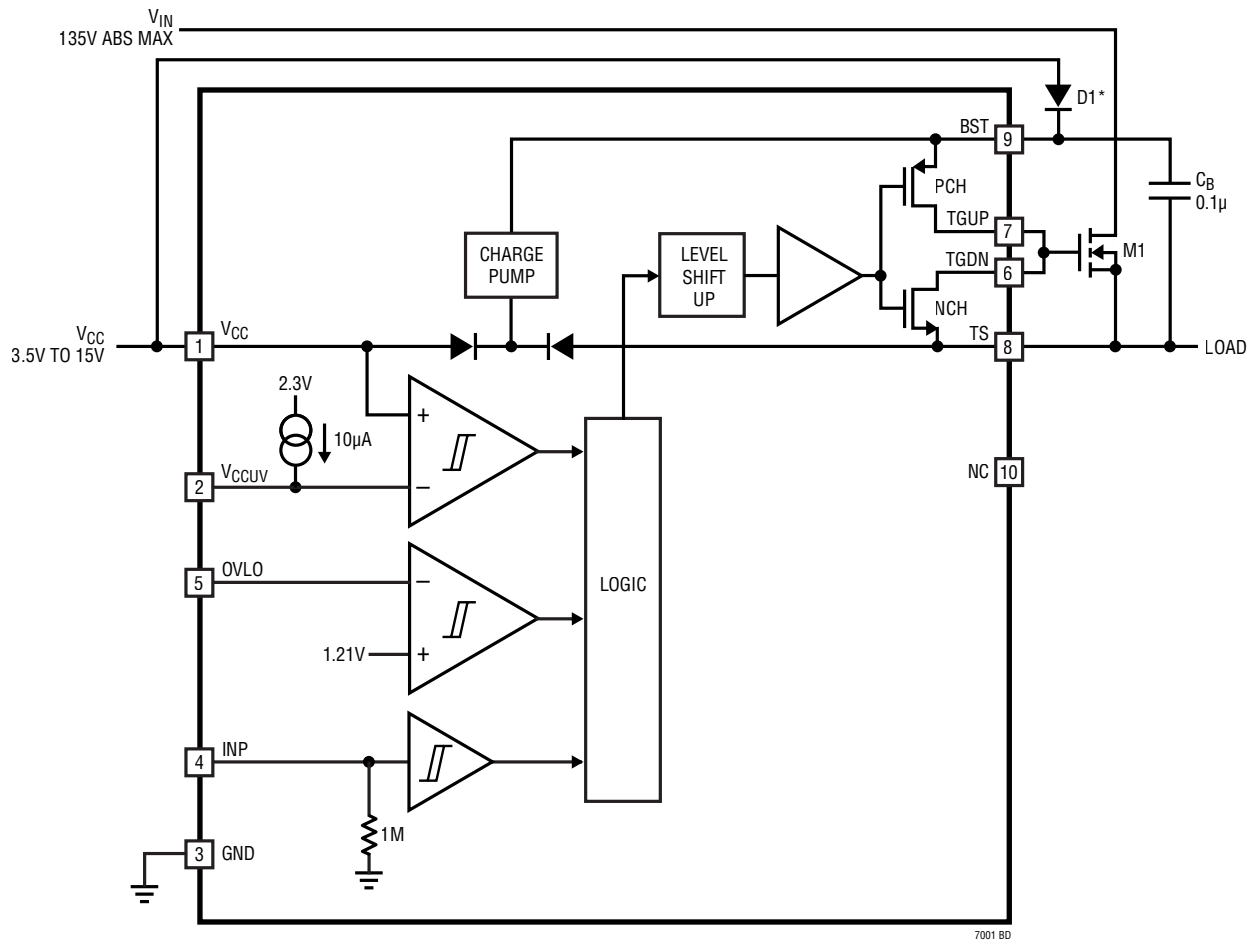 VIN
135V ABS MAX
D1*
BST
9
PCH
CB
0.1µ
TGUP
7
CHARGE
PUMP
LEVEL
SHIFT
UP
TGDN
6
M1
NCH
VCC
3.5V TO 15V
1
VCC
TS
8
LOAD
2.3V
10µA
+
2
VCCUV
–
NC
10
5
OVLO
–
LOGIC
1.21V
+
4
INP
1M
3
GND
7001 BD